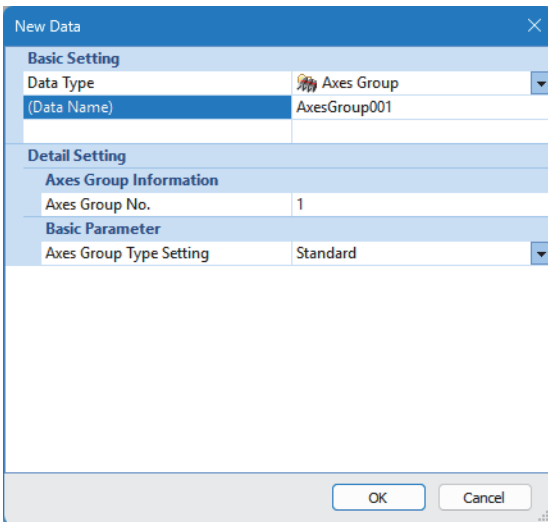 New Data
Basic Setting
Data Type Axes Group
(Data Name) AxesGroup001
Detail Setting
Axes Group Information
Axes Group No. 1
Basic Parameter
Axes Group Type Setting Standard
OK Cancel